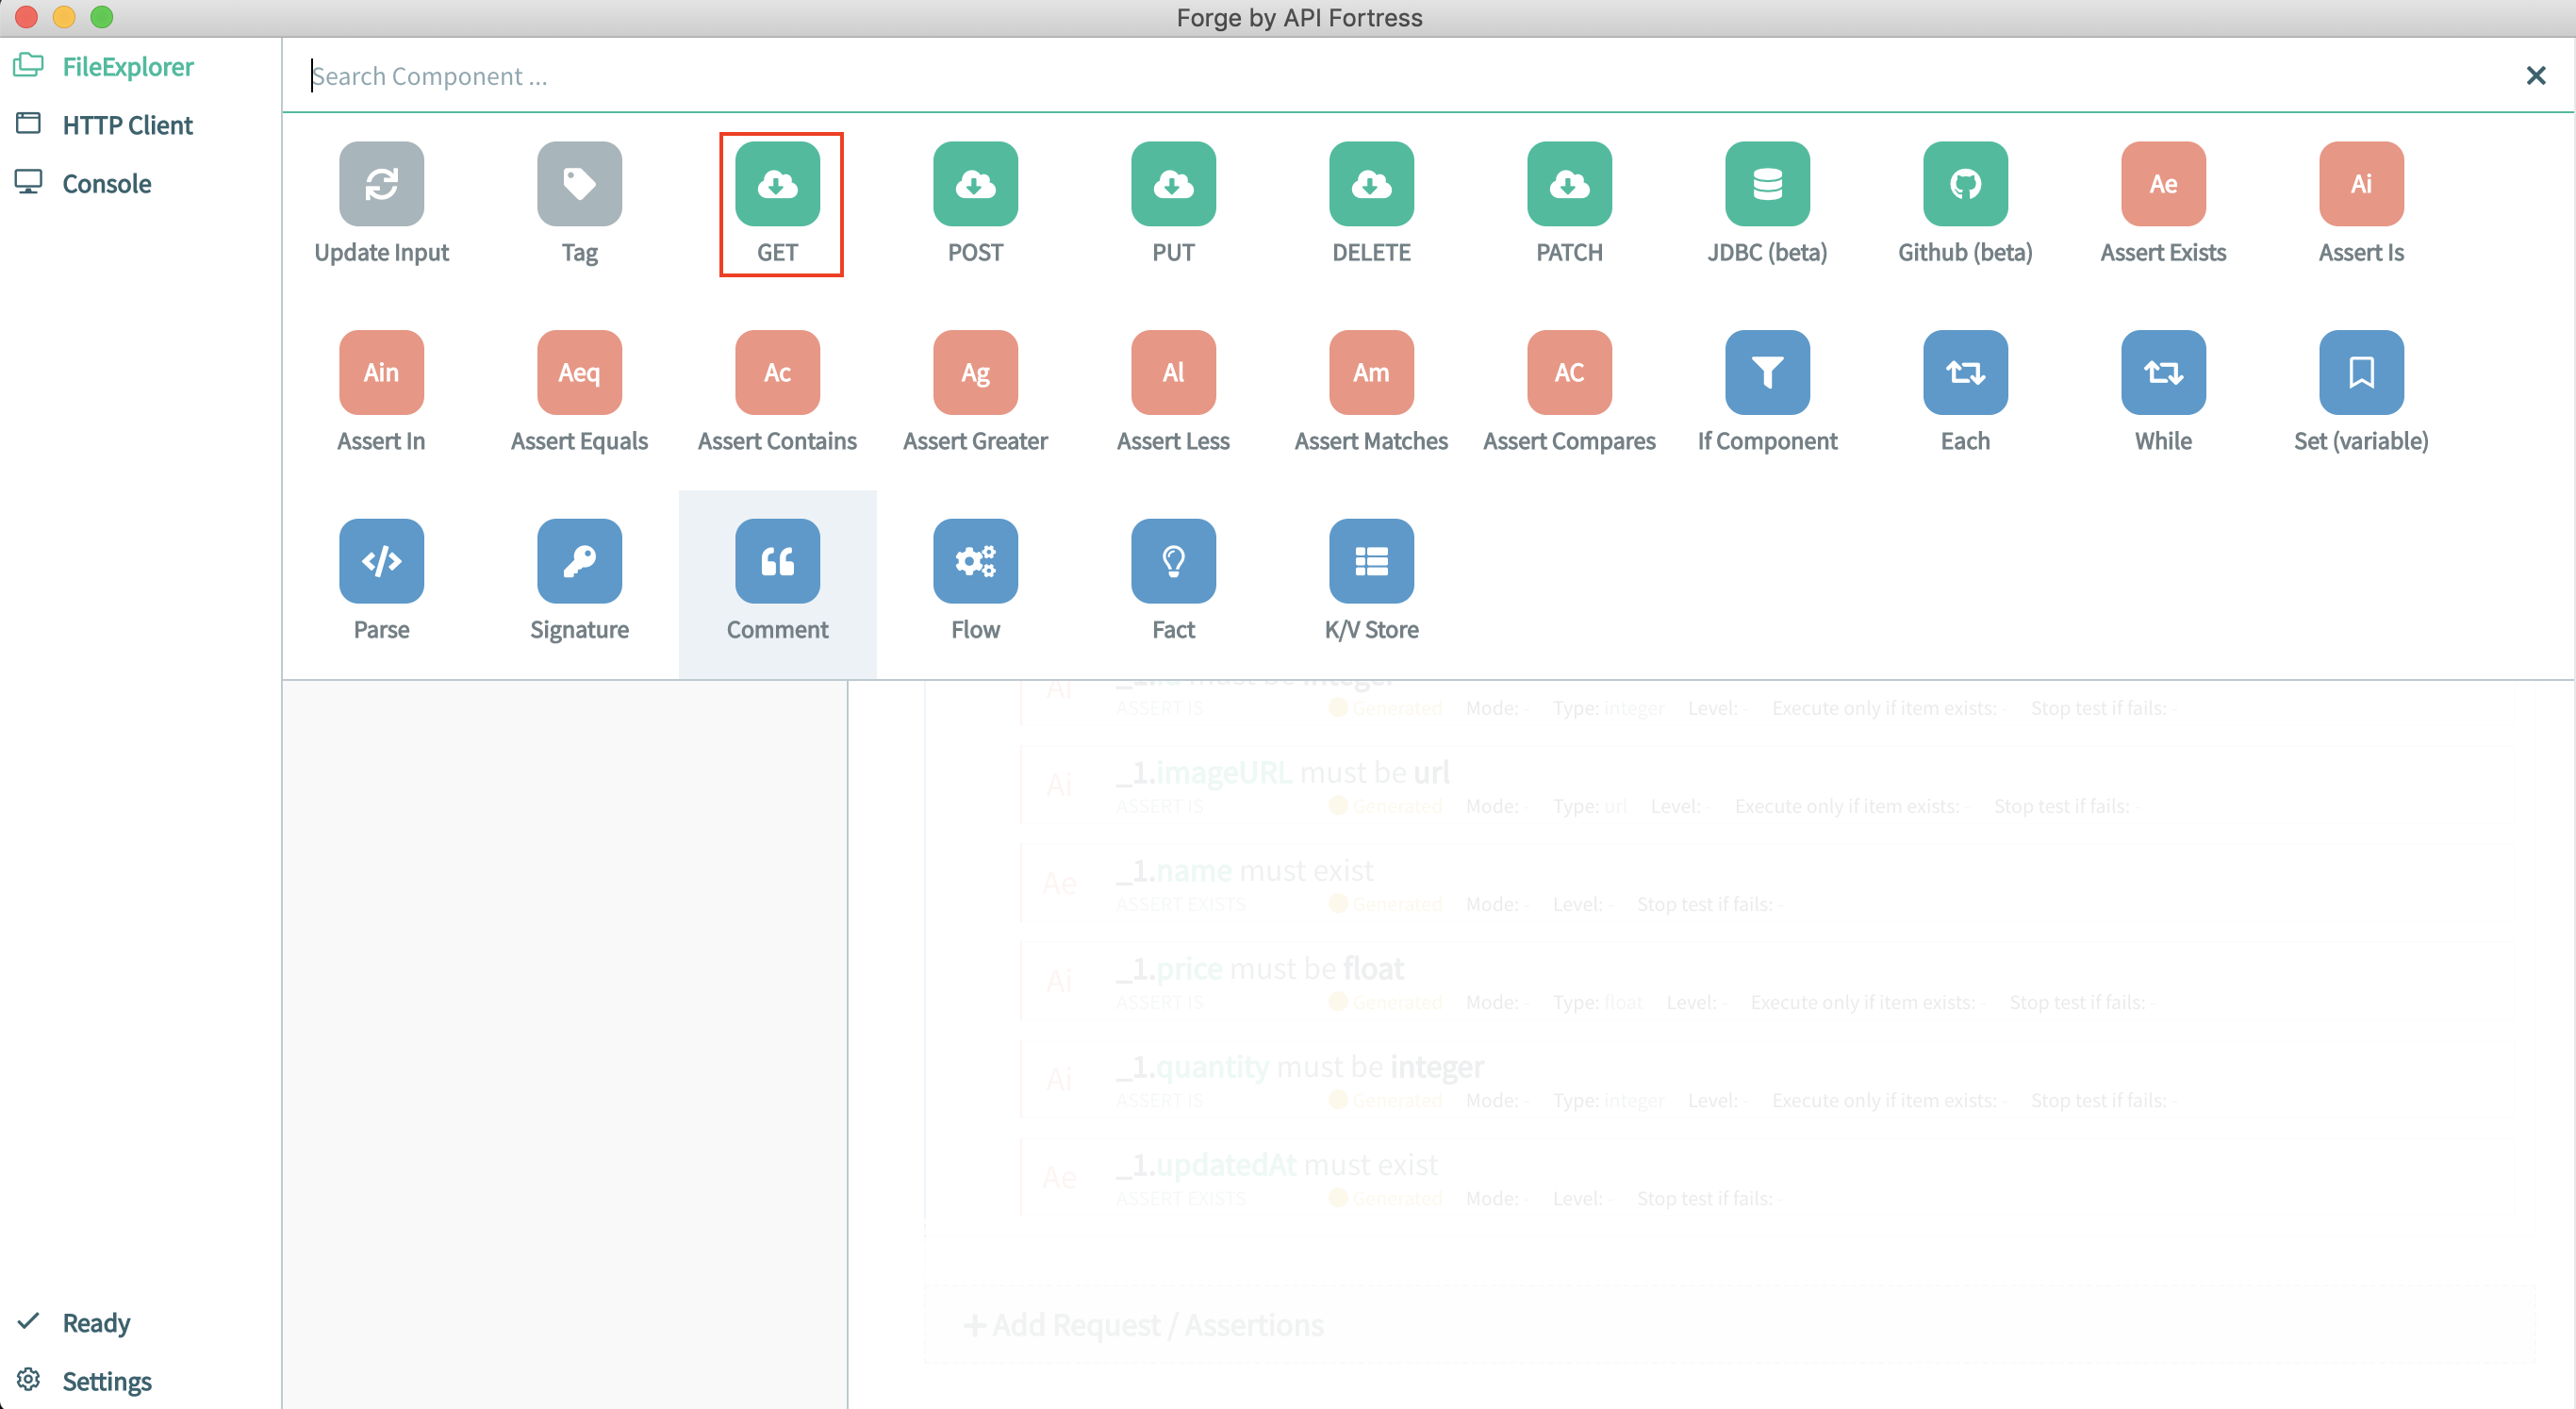 Forge by API Fortress
FileExplorer
HTTP Client
Console
Search Component ...
Update Input
Tag
GET
POST
PUT
DELETE
PATCH
JDBC (beta)
Github (beta)
Ae
Assert Exists
Ai
Assert Is
Ain
Assert In
Aeq
Assert Equals
Ac
Assert Contains
Ag
Assert Greater
Al
Assert Less
Am
Assert Matches
AC
Assert Compares
If Component
Each
While
Set (variable)
Parse
Signature
Comment
Flow
Fact
K/V Store
Ai _1.id must be integer
ASSERT IS Generated Mode: - Type: integer Level: - Execute only if item exists: - Stop test if fails: -
Ai _1.imageURL must be url
ASSERT IS Generated Mode: - Type: url Level: - Execute only if item exists: - Stop test if fails: -
Ae _1.name must exist
ASSERT EXISTS Generated Mode: - Level: - Stop test if fails: -
Ai _1.price must be float
ASSERT IS Generated Mode: - Type: float Level: - Execute only if item exists: - Stop test if fails: -
Ai _1.quantity must be integer
ASSERT IS Generated Mode: - Type: integer Level: - Execute only if item exists: - Stop test if fails: -
Ae _1.updatedAt must exist
ASSERT EXISTS Generated Mode: - Level: - Stop test if fails: -
+ Add Request / Assertions
Ready
Settings